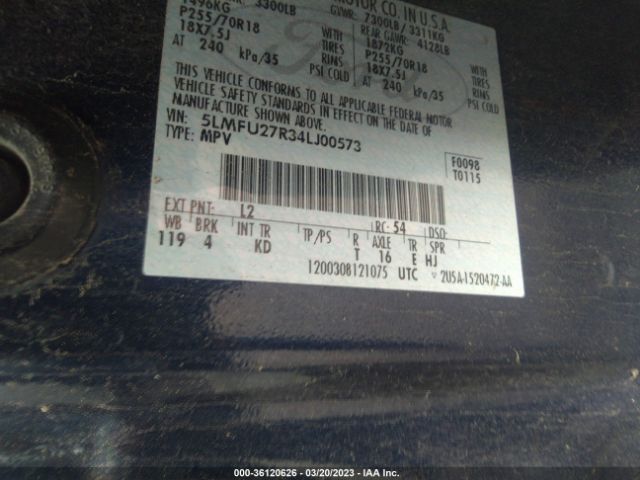 MOTOR CO. IN U.S.A.
3300LB GVWR: 7300LB / 3311KG
1496KG REAR GAWR: 4128LB
P255/70R18 WITH 1872KG WITH
18X7.5J TIRES P255/70R18 TIRES
AT 240 kPa/35 RIMS 18X7.5J RIMS
PSI COLD AT 240 kPa/35 PSI COLD
THIS VEHICLE CONFORMS TO ALL APPLICABLE FEDERAL MOTOR
VEHICLE SAFETY STANDARDS IN EFFECT ON THE DATE OF
MANUFACTURE SHOWN ABOVE.
VIN: 5LMFU27R34LJ00573
TYPE: MPV
F0098
T0115
EXT PNT: L2 RC: 54 DSO:
WB BRK INT TR TP/PS R AXLE TR SPR
119 4 KD T 16 E HJ
1200308121075 UTC 2U5A-1520472-AA
000-36120626 - 03/20/2023 - IAA Inc.